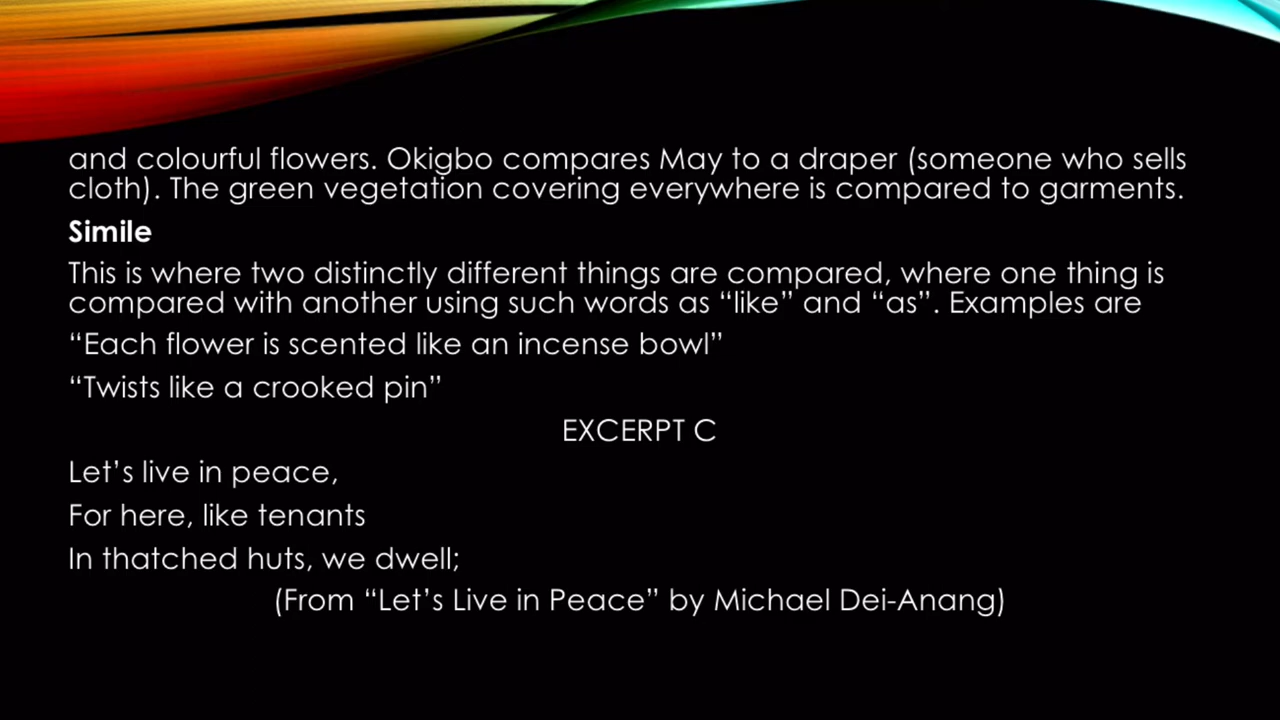 and colourful flowers. Okigbo compares May to a draper (someone who sells
cloth). The green vegetation covering everywhere is compared to garments.
Simile
This is where two distinctly different things are compared, where one thing is
compared with another using such words as “like” and “as”. Examples are
“Each flower is scented like an incense bowl”
“Twists like a crooked pin”
EXCERPT C
Let’s live in peace,
For here, like tenants
In thatched huts, we dwell;
(From “Let’s Live in Peace” by Michael Dei-Anang)